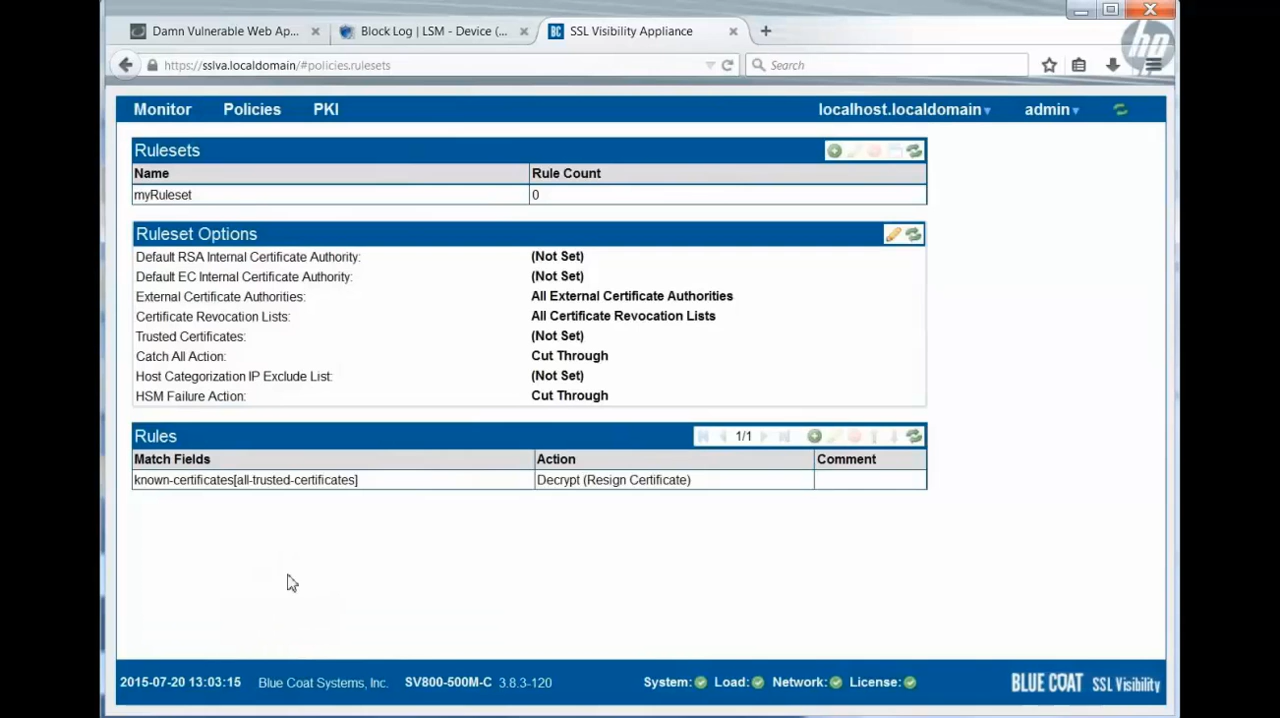 Damn Vulnerable Web Ap... Block Log | LSM - Device (... BC SSL Visibility Appliance
https://sslva.localdomain/#policies.rulesets Search
hp
Monitor Policies PKI localhost.localdomain admin
Rulesets
Name Rule Count
myRuleset 0
Ruleset Options
Default RSA Internal Certificate Authority: (Not Set)
Default EC Internal Certificate Authority: (Not Set)
External Certificate Authorities: All External Certificate Authorities
Certificate Revocation Lists: All Certificate Revocation Lists
Trusted Certificates: (Not Set)
Catch All Action: Cut Through
Host Categorization IP Exclude List: (Not Set)
HSM Failure Action: Cut Through
Rules 1/1
Match Fields Action Comment
known-certificates[all-trusted-certificates] Decrypt (Resign Certificate)
2015-07-20 13:03:15 Blue Coat Systems, Inc. SV800-500M-C 3.8.3-120 System: Load: Network: License: BLUE COAT SSL Visibility